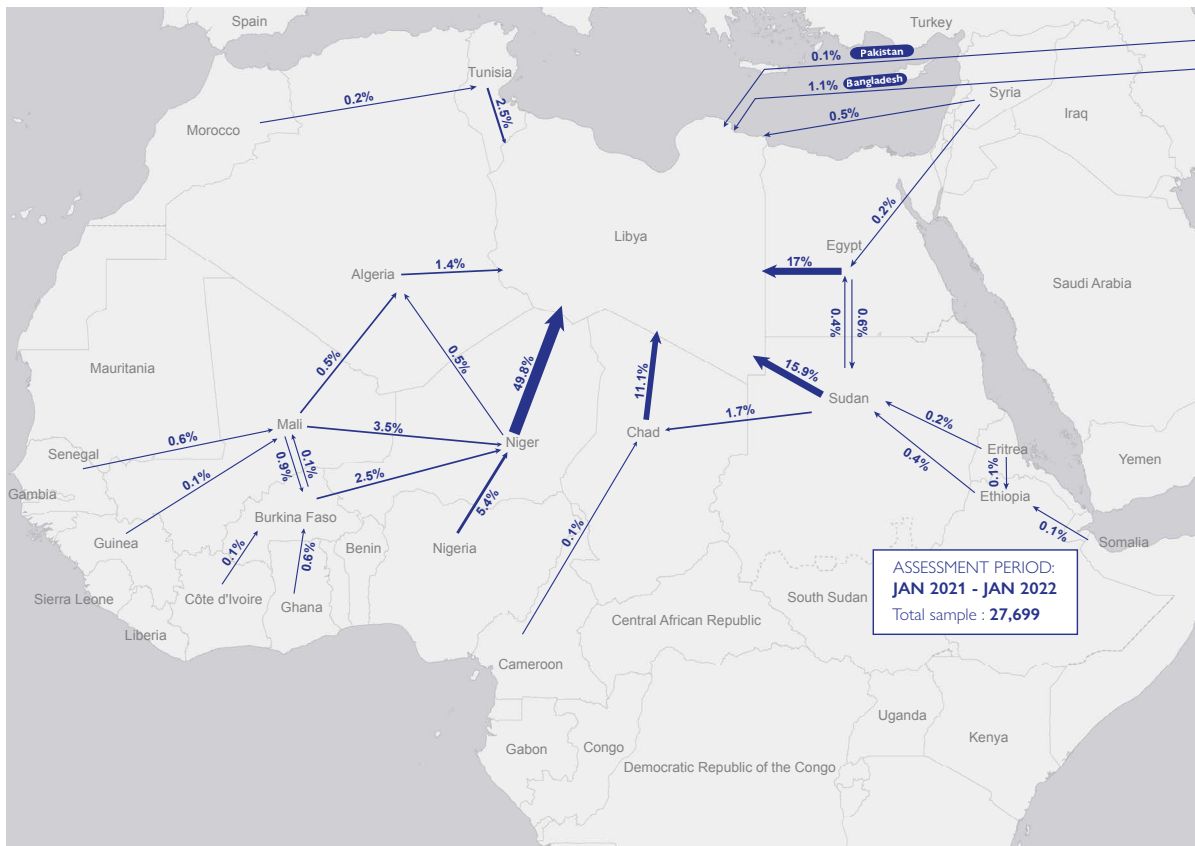 Spain
Turkey
0.1%
Pakistan
Tunisia
1.1%
Bangladesh
Syria
0.2%
2.5%
0.5%
Iraq
Morocco
0.2%
Libya
Egypt
Algeria
1.4%
17%
Saudi Arabia
0.4%
0.6%
Mauritania
0.5%
0.5%
49.8%
11.1%
15.9%
Sudan
Mali
3.5%
1.7%
0.2%
Senegal
0.6%
Niger
Chad
Eritrea
0.9%
0.1%
0.4%
0.1%
Yemen
Gambia
0.1%
2.5%
Ethiopia
Burkina Faso
5.4%
0.1%
0.1%
Guinea
0.1%
0.6%
Benin
Nigeria
Somalia
Sierra Leone
Côte d'Ivoire
Ghana
Liberia
South Sudan
ASSESSMENT PERIOD:
JAN 2021 - JAN 2022
Total sample : 27,699
Central African Republic
Cameroon
Uganda
Gabon
Congo
Kenya
Democratic Republic of the Congo